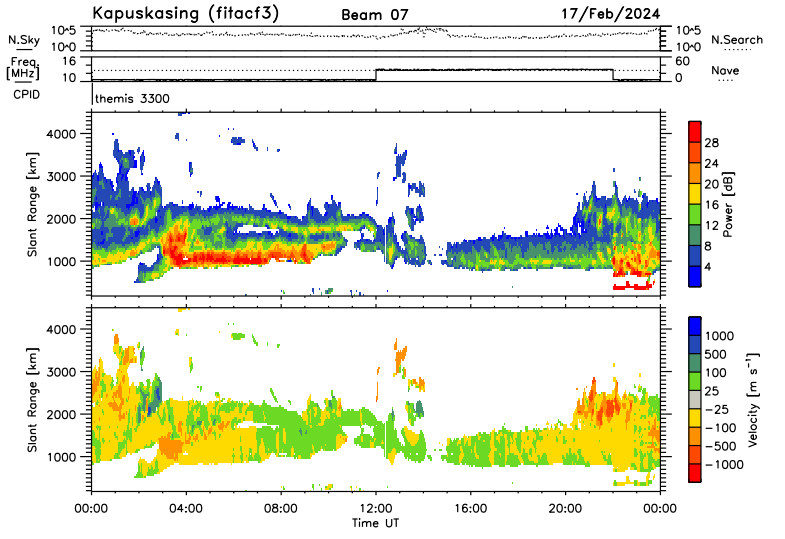 Kapuskasing (fitacf3) Beam 07 17/Feb/2024
N.Sky 10^5 10^0 10^5 10^0 N.Search
Freq. [MHz] 16 10 60 0 Nave
CPID themis 3300
Slant Range [km] 4000 3000 2000 1000
Power [dB] 28 24 20 16 12 8 4
Slant Range [km] 4000 3000 2000 1000
Velocity [m s⁻¹] 1000 500 100 25 −25 −100 −500 −1000
00:00 04:00 08:00 12:00 16:00 20:00 00:00
Time UT